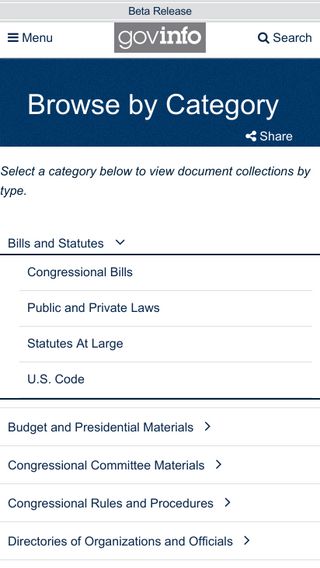 Beta Release
Menu
govinfo
Search
Browse by Category
Share
Select a category below to view document collections by
type.
Bills and Statutes
Congressional Bills
Public and Private Laws
Statutes At Large
U.S. Code
Budget and Presidential Materials
Congressional Committee Materials
Congressional Rules and Procedures
Directories of Organizations and Officials